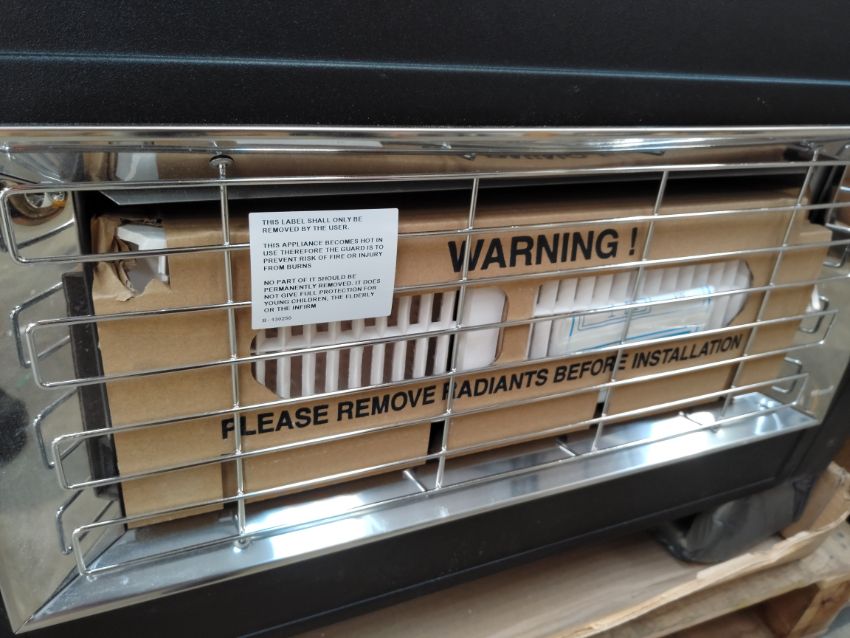 THIS LABEL SHALL ONLY BE
REMOVED BY THE USER.
THIS APPLIANCE BECOMES HOT IN
USE THEREFORE THE GUARD IS TO
PREVENT RISK OF FIRE OR INJURY
FROM BURNS
NO PART OF IT SHOULD BE
PERMANENTLY REMOVED. IT DOES
NOT GIVE FULL PROTECTION FOR
YOUNG CHILDREN, THE ELDERLY
OR THE INFIRM
WARNING !
PLEASE REMOVE RADIANTS BEFORE INSTALLATION